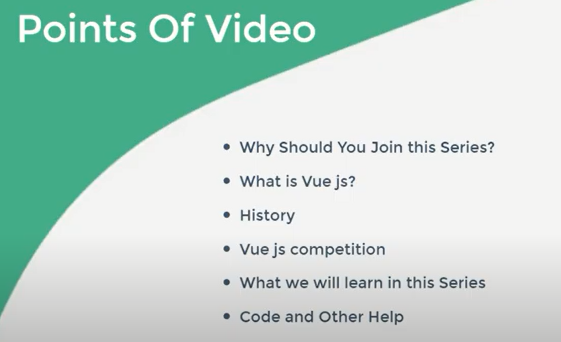 Points Of Video
• Why Should You Join this Series?
• What is Vue js?
• History
• Vue js competition
• What we will learn in this Series
• Code and Other Help